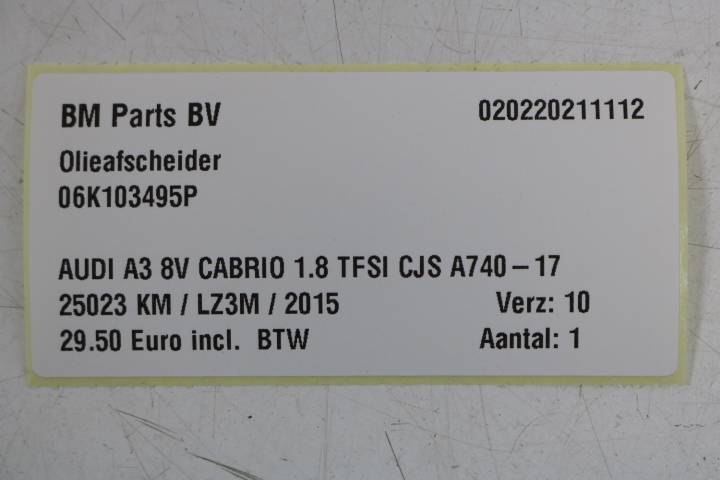 BM Parts BV 020220211112
Olieafscheider
06K103495P
AUDI A3 8V CABRIO 1.8 TFSI CJS A740 – 17
25023 KM / LZ3M / 2015 Verz: 10
29.50 Euro incl. BTW Aantal: 1